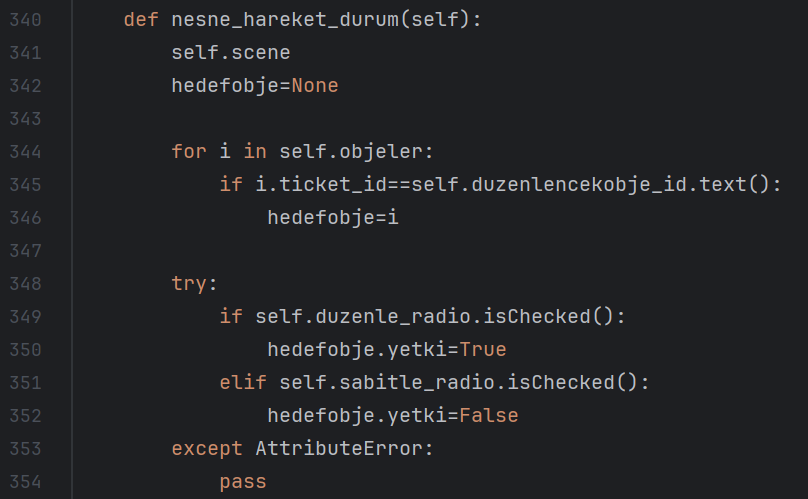 340 def nesne_hareket_durum(self):
341 self.scene
342 hedefobje=None
343
344 for i in self.objeler:
345 if i.ticket_id==self.duzenlencekobje_id.text():
346 hedefobje=i
347
348 try:
349 if self.duzenle_radio.isChecked():
350 hedefobje.yetki=True
351 elif self.sabitle_radio.isChecked():
352 hedefobje.yetki=False
353 except AttributeError:
354 pass